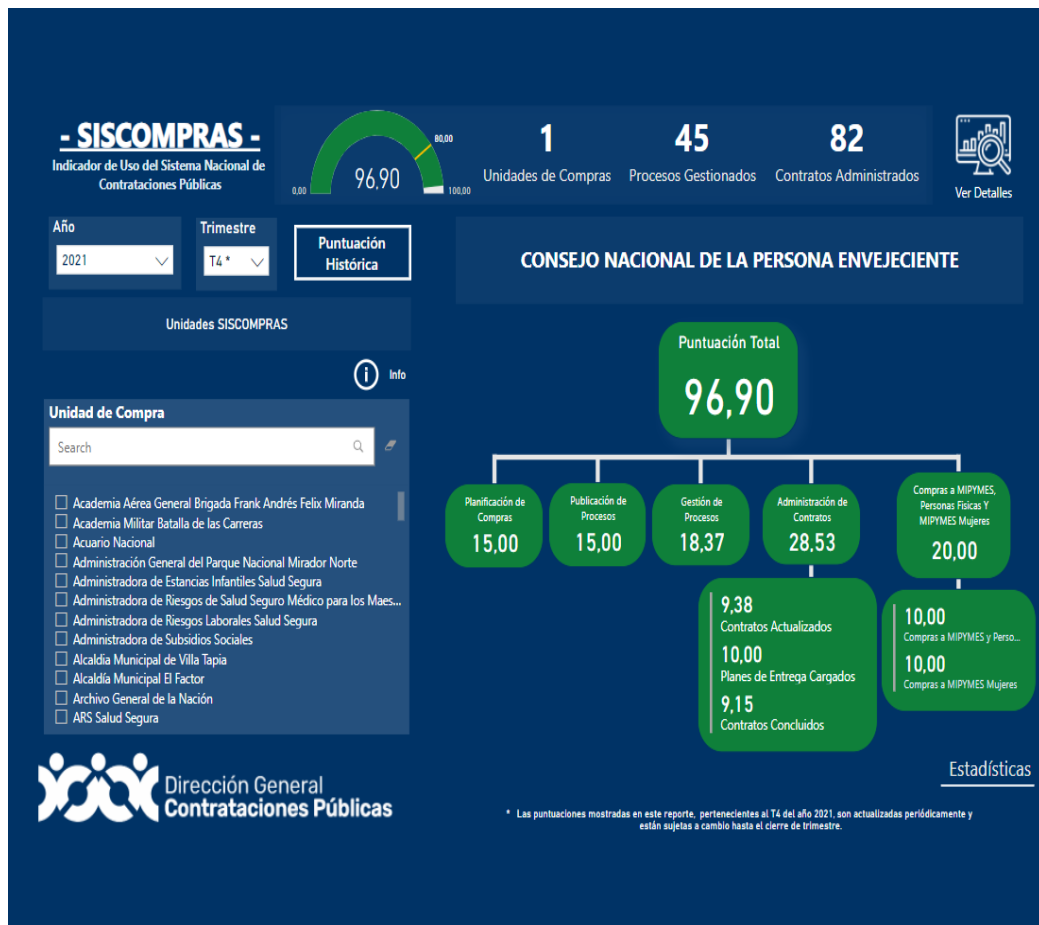 - SISCOMPRAS -
Indicador de Uso del Sistema Nacional de
Contrataciones Públicas
0,00
96,90
80,00
100,00
1
Unidades de Compras
45
Procesos Gestionados
82
Contratos Administrados
Ver Detalles
Año
2021
Trimestre
T4 *
Puntuación
Histórica
CONSEJO NACIONAL DE LA PERSONA ENVEJECIENTE
Unidades SISCOMPRAS
i
Info
Unidad de Compra
Search
Academia Aérea General Brigada Frank Andrés Felix Miranda
Academia Militar Batalla de las Carreras
Acuario Nacional
Administración General del Parque Nacional Mirador Norte
Administradora de Estancias Infantiles Salud Segura
Administradora de Riesgos de Salud Seguro Médico para los Maes...
Administradora de Riesgos Laborales Salud Segura
Administradora de Subsidios Sociales
Alcaldia Municipal de Villa Tapia
Alcaldía Municipal El Factor
Archivo General de la Nación
ARS Salud Segura
Puntuación Total
96,90
Planificación de
Compras
15,00
Publicación de
Procesos
15,00
Gestión de
Procesos
18,37
Administración de
Contratos
28,53
Compras a MIPYMES,
Personas Fisicas Y
MIPYMES Mujeres
20,00
9,38
Contratos Actualizados
10,00
Planes de Entrega Cargados
9,15
Contratos Concluidos
10,00
Compras a MIPYMES y Perso...
10,00
Compras a MIPYMES Mujeres
Dirección General
Contrataciones Públicas
Estadísticas
* Las puntuaciones mostradas en este reporte, pertenecientes al T4 del año 2021, son actualizadas periódicamente y
están sujetas a cambio hasta el cierre de trimestre.